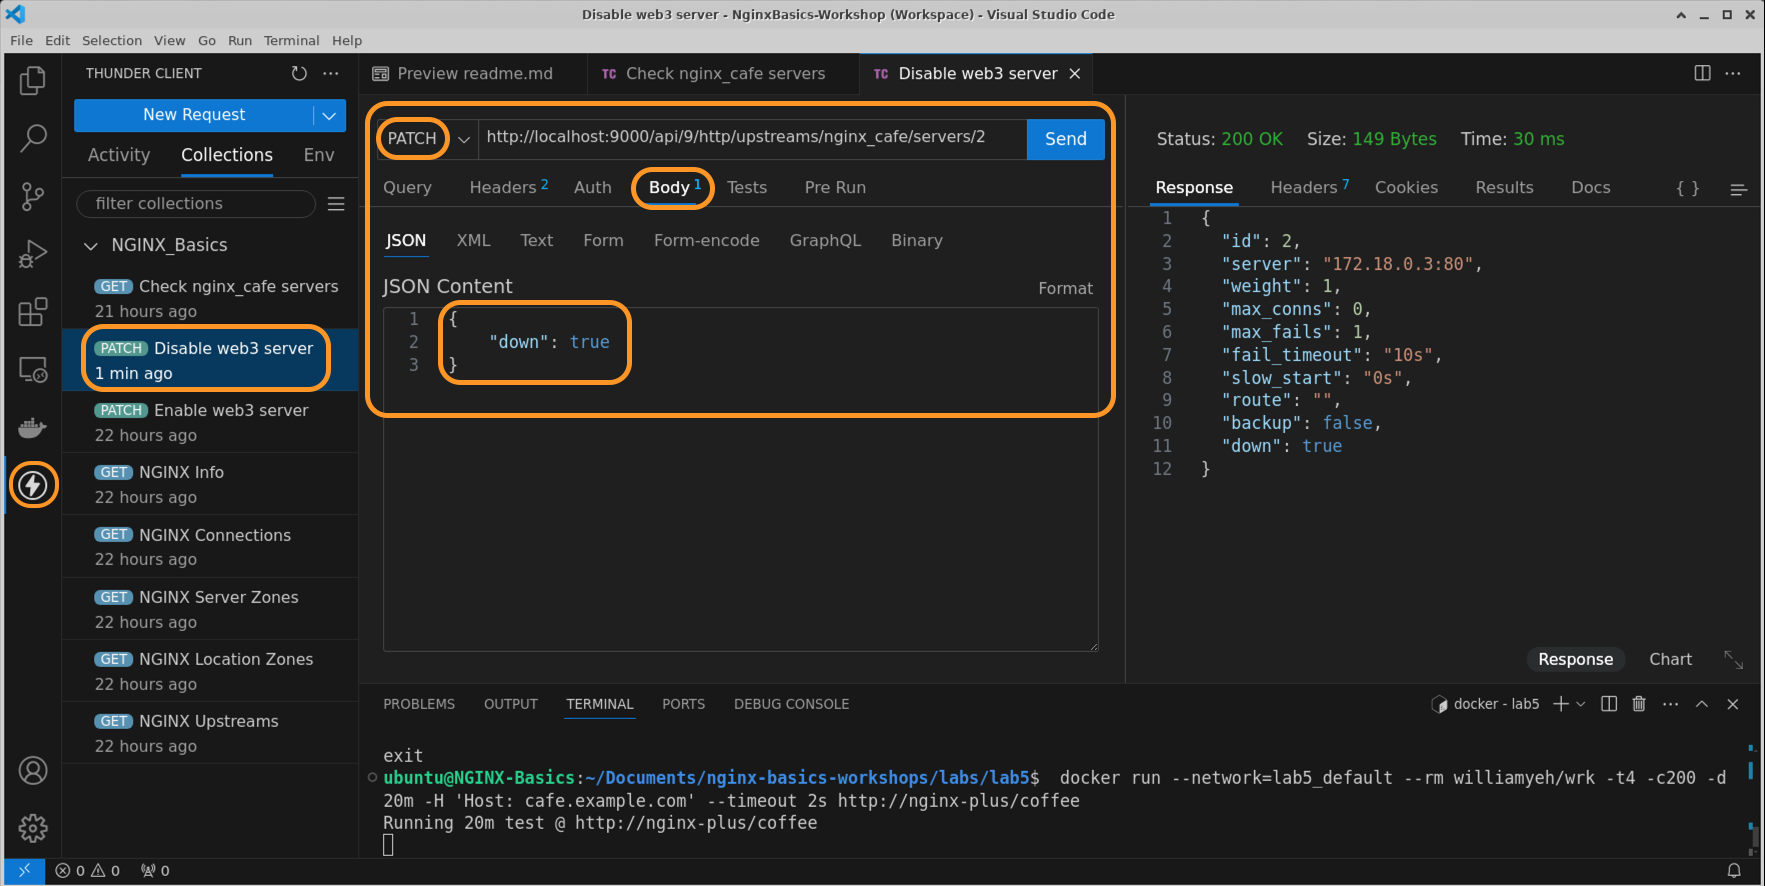 Disable web3 server - NginxBasics-Workshop (Workspace) - Visual Studio Code
File Edit Selection View Go Run Terminal Help
THUNDER CLIENT
New Request
Activity Collections Env
filter collections
NGINX_Basics
GET Check nginx_cafe servers
21 hours ago
PATCH Disable web3 server
1 min ago
PATCH Enable web3 server
22 hours ago
GET NGINX Info
22 hours ago
GET NGINX Connections
22 hours ago
GET NGINX Server Zones
22 hours ago
GET NGINX Location Zones
22 hours ago
GET NGINX Upstreams
22 hours ago
Preview readme.md
TC Check nginx_cafe servers
TC Disable web3 server
PATCH http://localhost:9000/api/9/http/upstreams/nginx_cafe/servers/2 Send
Query Headers 2 Auth Body 1 Tests Pre Run
JSON XML Text Form Form-encode GraphQL Binary
JSON Content Format
1 {
2 "down": true
3 }
Status: 200 OK Size: 149 Bytes Time: 30 ms
Response Headers 7 Cookies Results Docs { }
1 {
2 "id": 2,
3 "server": "172.18.0.3:80",
4 "weight": 1,
5 "max_conns": 0,
6 "max_fails": 1,
7 "fail_timeout": "10s",
8 "slow_start": "0s",
9 "route": "",
10 "backup": false,
11 "down": true
12 }
Response Chart
PROBLEMS OUTPUT TERMINAL PORTS DEBUG CONSOLE
docker - lab5
exit
ubuntu@NGINX-Basics:~/Documents/nginx-basics-workshops/labs/lab5$ docker run --network=lab5_default --rm williamyeh/wrk -t4 -c200 -d
20m -H 'Host: cafe.example.com' --timeout 2s http://nginx-plus/coffee
Running 20m test @ http://nginx-plus/coffee
0 0 0